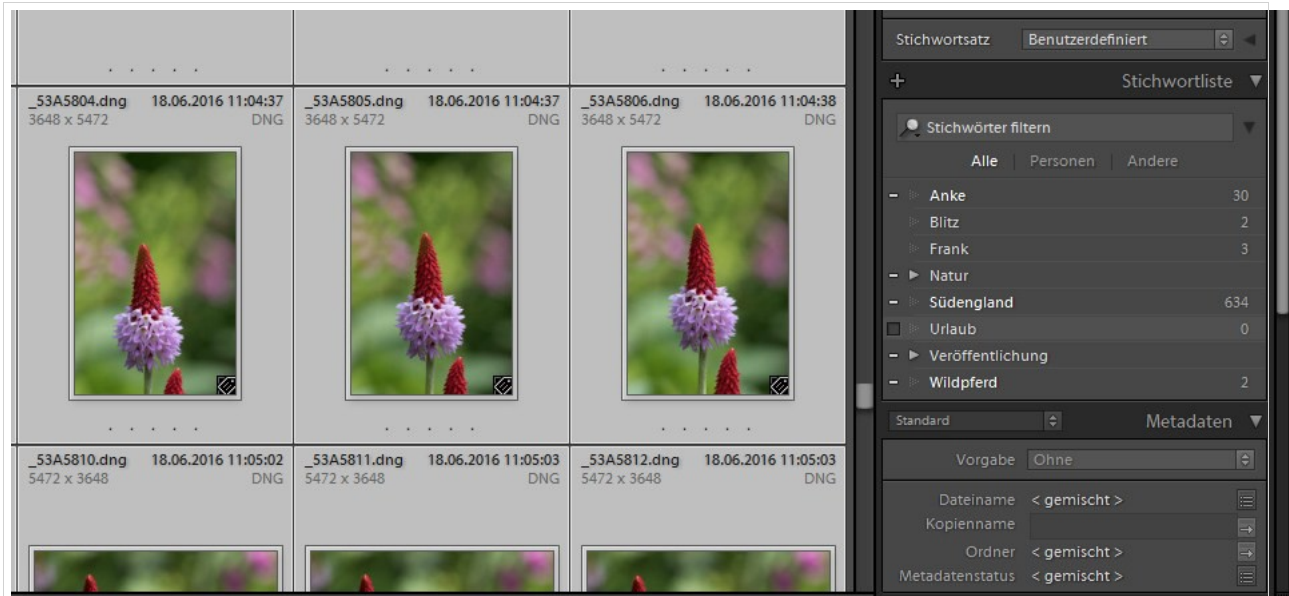 Stichwortsatz Benutzerdefiniert
Stichwortliste
_53A5804.dng 18.06.2016 11:04:37
3648 x 5472 DNG
_53A5805.dng 18.06.2016 11:04:37
3648 x 5472 DNG
_53A5806.dng 18.06.2016 11:04:38
3648 x 5472 DNG
Stichwörter filtern
Alle Personen Andere
Anke 30
Blitz 2
Frank 3
Natur
Südengland 634
Urlaub 0
Veröffentlichung
Wildpferd 2
Standard Metadaten
_53A5810.dng 18.06.2016 11:05:02
5472 x 3648 DNG
_53A5811.dng 18.06.2016 11:05:03
5472 x 3648 DNG
_53A5812.dng 18.06.2016 11:05:03
5472 x 3648 DNG
Vorgabe Ohne
Dateiname < gemischt >
Kopienname
Ordner < gemischt >
Metadatenstatus < gemischt >